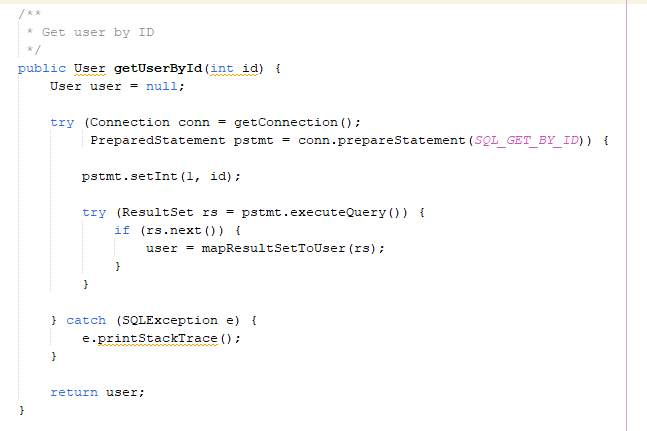 /**
 * Get user by ID
 */
public User getUserById(int id) {
    User user = null;
    try (Connection conn = getConnection();
         PreparedStatement pstmt = conn.prepareStatement(SQL_GET_BY_ID)) {
        pstmt.setInt(1, id);
        try (ResultSet rs = pstmt.executeQuery()) {
            if (rs.next()) {
                user = mapResultSetToUser(rs);
            }
        }
    } catch (SQLException e) {
        e.printStackTrace();
    }
    return user;
}